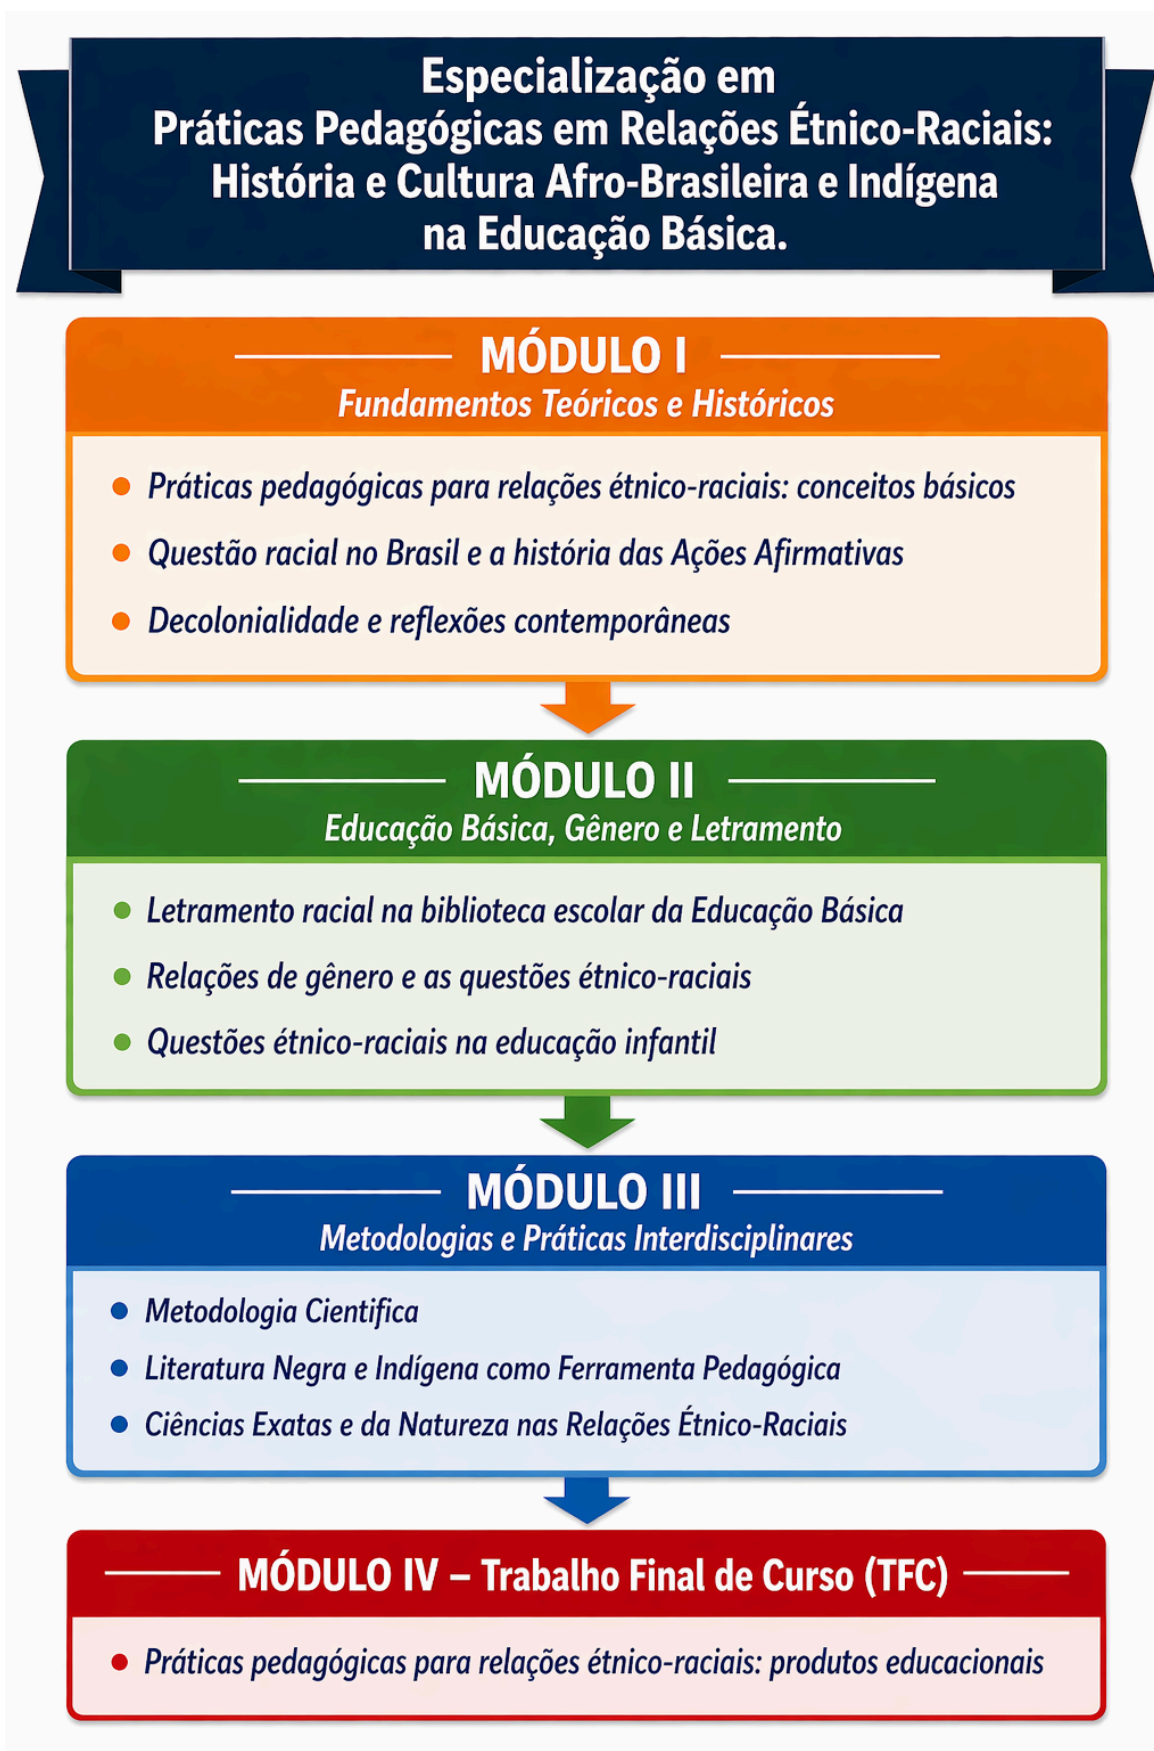 Especialização em
Práticas Pedagógicas em Relações Étnico-Raciais:
História e Cultura Afro-Brasileira e Indígena
na Educação Básica.
MÓDULO I
Fundamentos Teóricos e Históricos
Práticas pedagógicas para relações étnico-raciais: conceitos básicos
Questão racial no Brasil e a história das Ações Afirmativas
Decolonialidade e reflexões contemporâneas
MÓDULO II
Educação Básica, Gênero e Letramento
Letramento racial na biblioteca escolar da Educação Básica
Relações de gênero e as questões étnico-raciais
Questões étnico-raciais na educação infantil
MÓDULO III
Metodologias e Práticas Interdisciplinares
Metodologia Cientifica
Literatura Negra e Indígena como Ferramenta Pedagógica
Ciências Exatas e da Natureza nas Relações Étnico-Raciais
MÓDULO IV – Trabalho Final de Curso (TFC)
Práticas pedagógicas para relações étnico-raciais: produtos educacionais